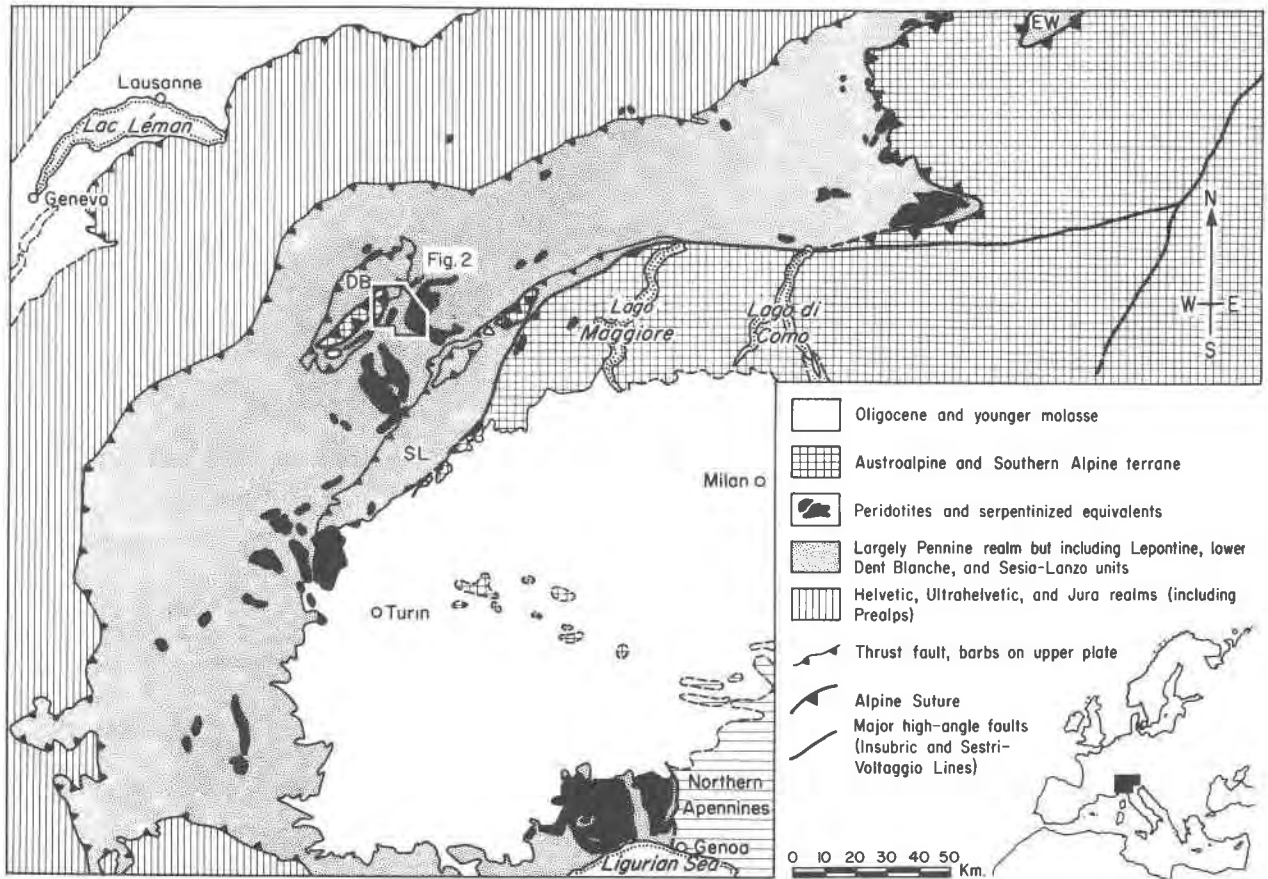 EW
Lausanne
Lac Léman
Geneva
N
W E
S
DB
Fig. 2
Lago
Maggiore
Lago di
Como
SL
Milan
Turin
Northern
Apennines
Genoa
Ligurian Sea
Oligocene and younger molasse
Austroalpine and Southern Alpine terrane
Peridotites and serpentinized equivalents
Largely Pennine realm but including Lepontine, lower
Dent Blanche, and Sesia-Lanzo units
Helvetic, Ultrahelvetic, and Jura realms (including
Prealps)
Thrust fault, barbs on upper plate
Alpine Suture
Major high-angle faults
(Insubric and Sestri-
Voltaggio Lines)
0 10 20 30 40 50
Km.